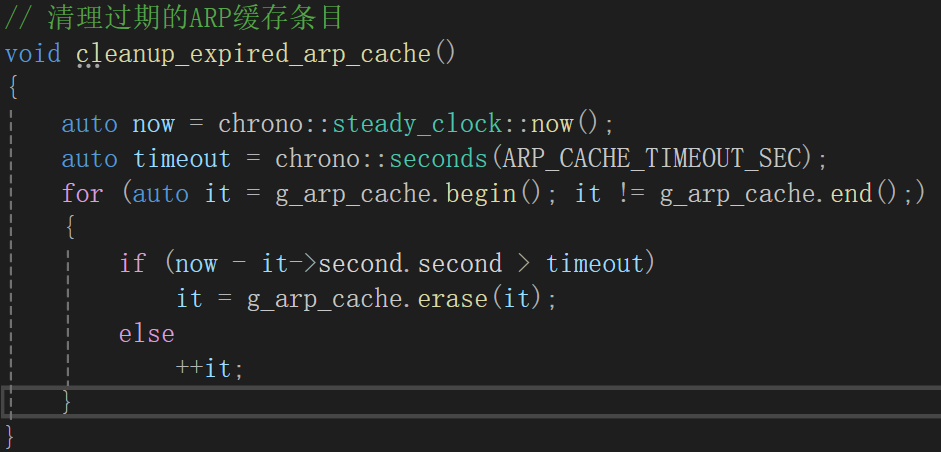 // 清理过期的ARP缓存条目
void cleanup_expired_arp_cache()
{
    auto now = chrono::steady_clock::now();
    auto timeout = chrono::seconds(ARP_CACHE_TIMEOUT_SEC);
    for (auto it = g_arp_cache.begin(); it != g_arp_cache.end();)
    {
        if (now - it->second.second > timeout)
            it = g_arp_cache.erase(it);
        else
            ++it;
    }
}